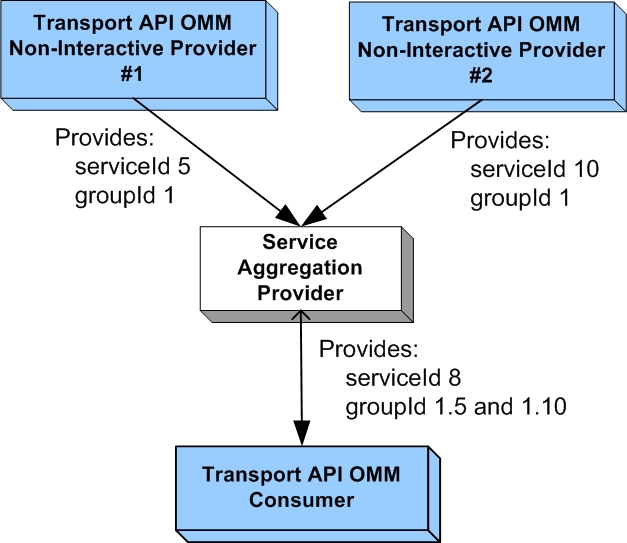 Transport API OMM
Non-Interactive Provider
#1
Transport API OMM
Non-Interactive Provider
#2
Provides:
serviceId 5
groupId 1
Provides:
serviceId 10
groupId 1
Service
Aggregation
Provider
Provides:
serviceId 8
groupId 1.5 and 1.10
Transport API OMM
Consumer